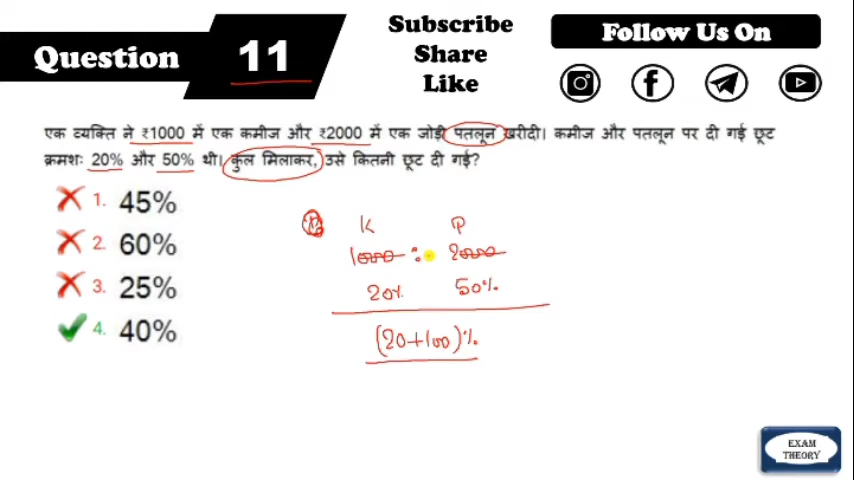 Question 11
Subscribe
Share
Like
Follow Us On
एक व्यक्ति ने ₹1000 में एक कमीज और ₹2000 में एक जोड़ी पतलून खरीदी। कमीज और पतलून पर दी गई छूट
क्रमशः 20% और 50% थी। कुल मिलाकर, उसे कितनी छूट दी गई?
1. 45%
2. 60%
3. 25%
4. 40%
K P
1000 : 2000
20% 50%
(20+100)%
EXAM
THEORY